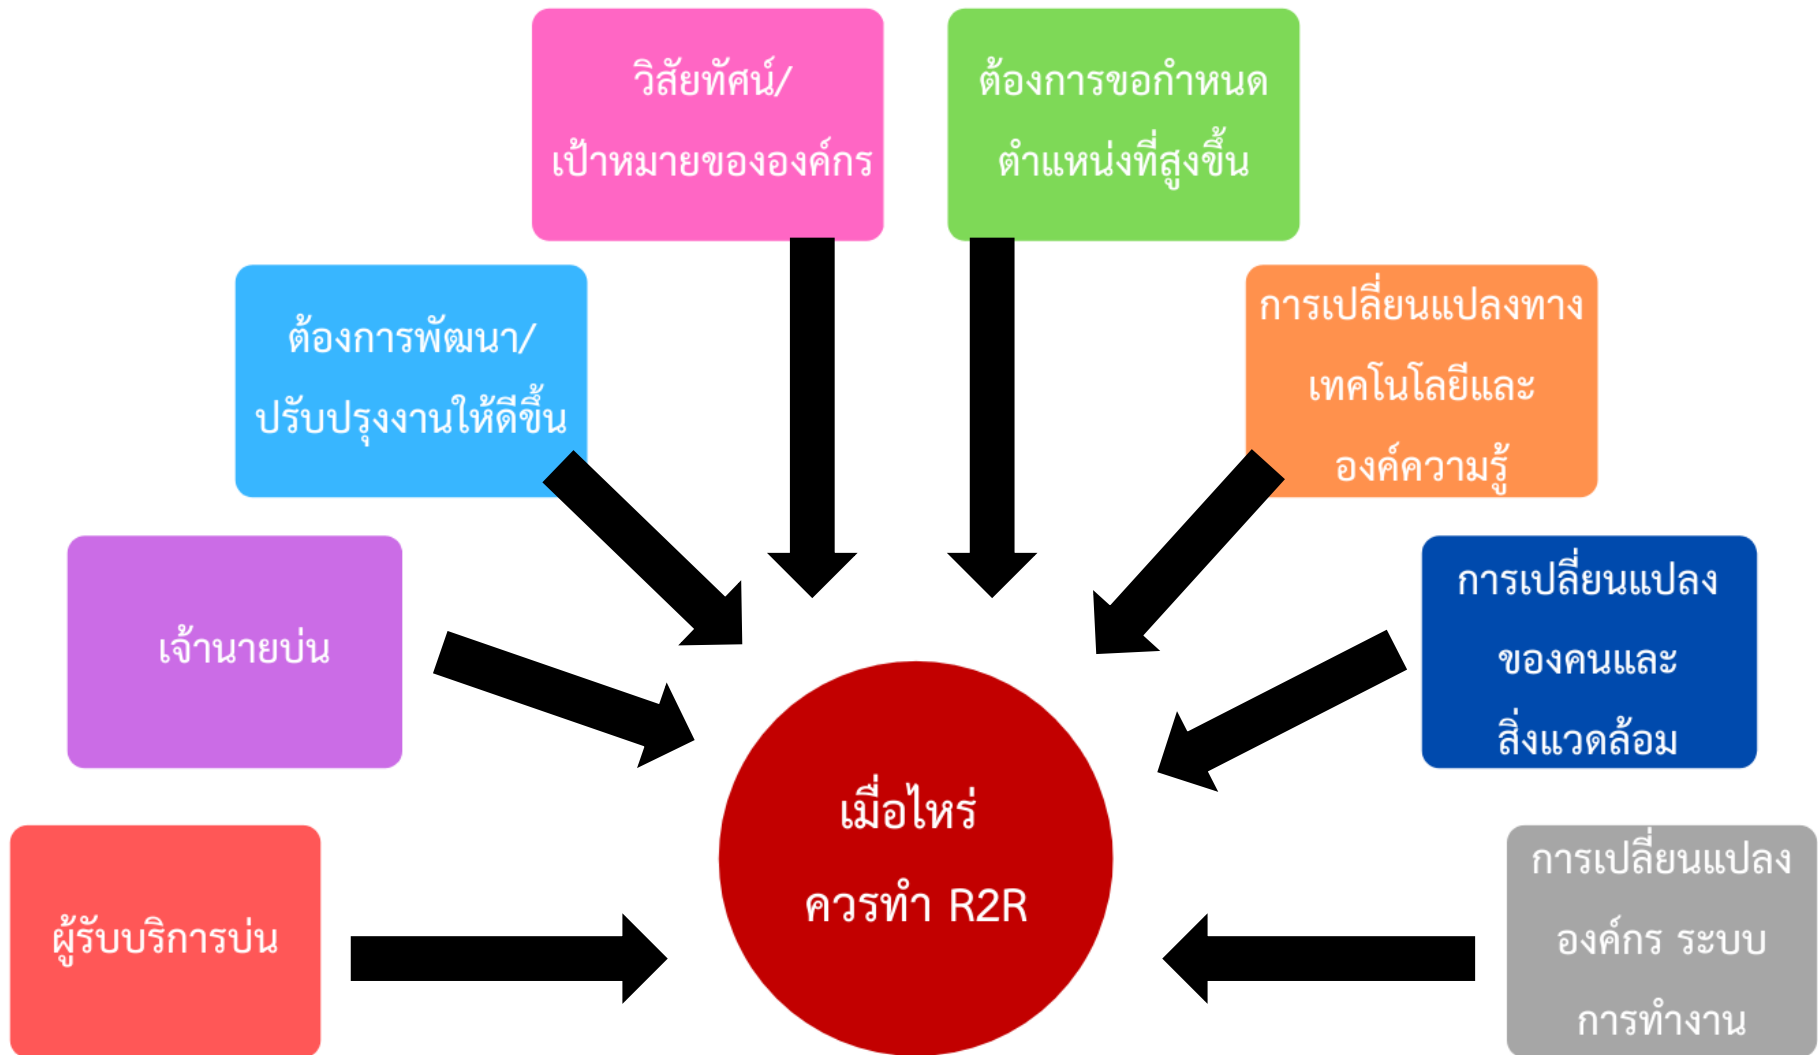 วิสัยทัศน์/
เป้าหมายขององค์กร
ต้องการขอกำหนด
ตำแหน่งที่สูงขึ้น
ต้องการพัฒนา/
ปรับปรุงงานให้ดีขึ้น
การเปลี่ยนแปลงทาง
เทคโนโลยีและ
องค์ความรู้
เจ้านายบ่น
การเปลี่ยนแปลง
ของคนและ
สิ่งแวดล้อม
ผู้รับบริการบ่น
เมื่อไหร่
ควรทำ R2R
การเปลี่ยนแปลง
องค์กร ระบบ
การทำงาน